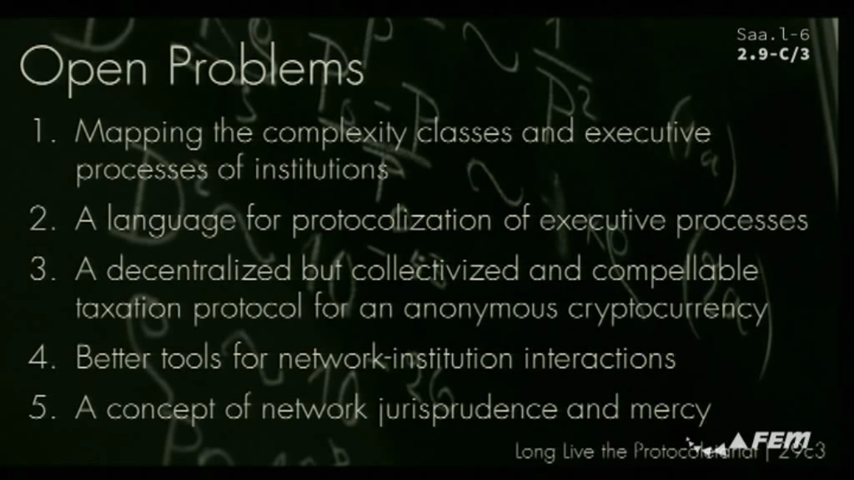 Saa.l-6
2.9-C/3
Open Problems
1. Mapping the complexity classes and executive
processes of institutions
2. A language for protocolization of executive processes
3. A decentralized but collectivized and compellable
taxation protocol for an anonymous cryptocurrency
4. Better tools for network-institution interactions
5. A concept of network jurisprudence and mercy
FEM
Long Live the Protocoletariat | 29c3